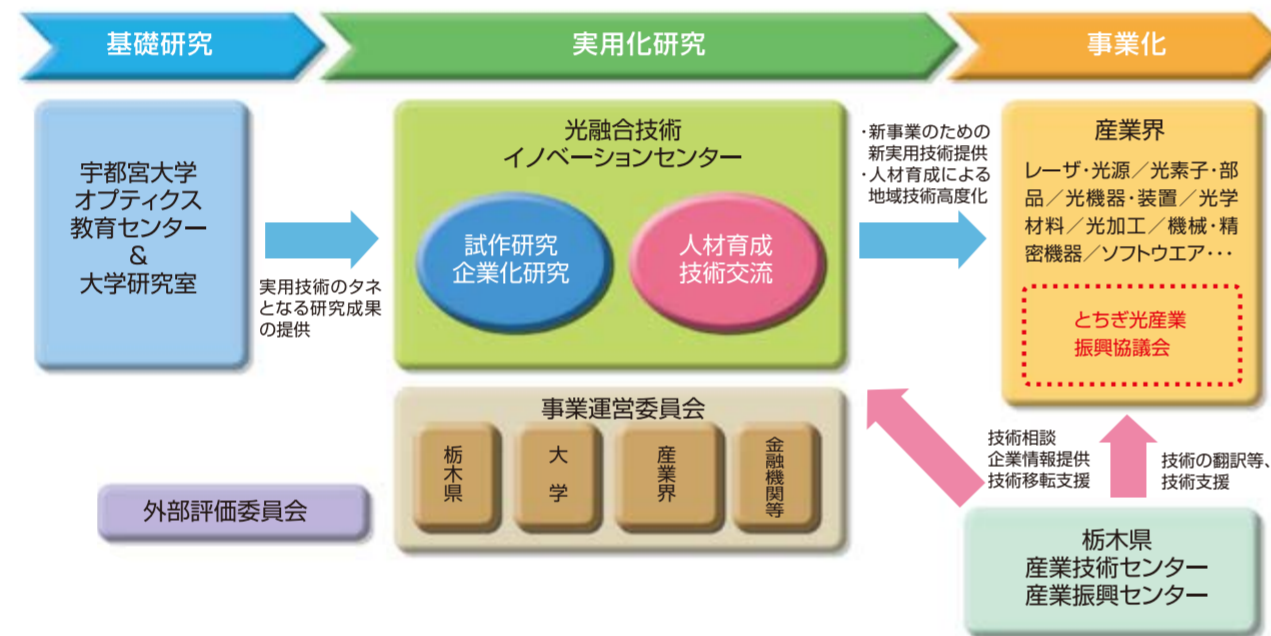 基礎研究
実用化研究
事業化
宇都宮大学
オプティクス
教育センター
&
大学研究室
実用技術のタネ
となる研究成果
の提供
光融合技術
イノベーションセンター
試作研究
企業化研究
人材育成
技術交流
・新事業のための
新実用技術提供
・人材育成による
地域技術高度化
産業界
レーザ・光源／光素子・部
品／光機器・装置／光学
材料／光加工／機械・精
密機器／ソフトウエア･･･
とちぎ光産業
振興協議会
事業運営委員会
栃木県
大学
産業界
金融機関等
外部評価委員会
技術相談
企業情報提供
技術移転支援
技術の翻訳等、
技術支援
栃木県
産業技術センター
産業振興センター